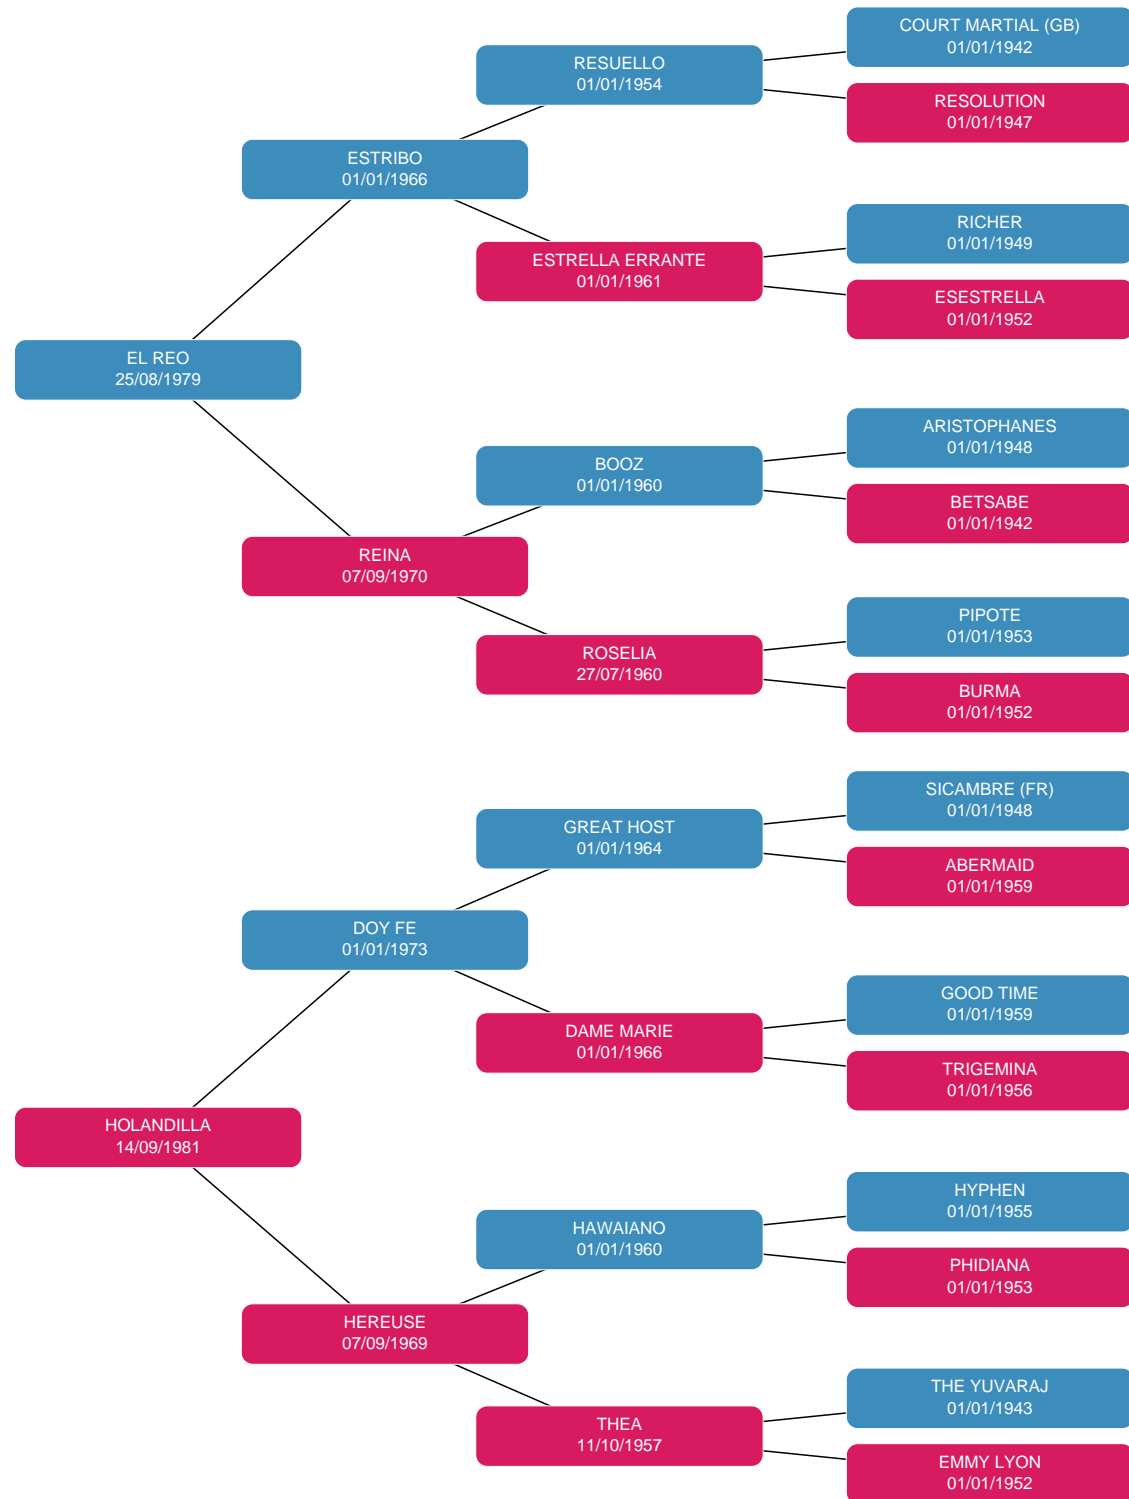 COURT MARTIAL (GB)
01/01/1942
RESUELLO
01/01/1954
RESOLUTION
01/01/1947
ESTRIBO
01/01/1966
RICHER
01/01/1949
ESTRELLA ERRANTE
01/01/1961
ESESTRELLA
01/01/1952
EL REO
25/08/1979
ARISTOPHANES
01/01/1948
BOOZ
01/01/1960
BETSABE
01/01/1942
REINA
07/09/1970
PIPOTE
01/01/1953
ROSELIA
27/07/1960
BURMA
01/01/1952
SICAMBRE (FR)
01/01/1948
GREAT HOST
01/01/1964
ABERMAID
01/01/1959
DOY FE
01/01/1973
GOOD TIME
01/01/1959
DAME MARIE
01/01/1966
TRIGEMINA
01/01/1956
HOLANDILLA
14/09/1981
HYPHEN
01/01/1955
HAWAIANO
01/01/1960
PHIDIANA
01/01/1953
HEREUSE
07/09/1969
THE YUVARAJ
01/01/1943
THEA
11/10/1957
EMMY LYON
01/01/1952